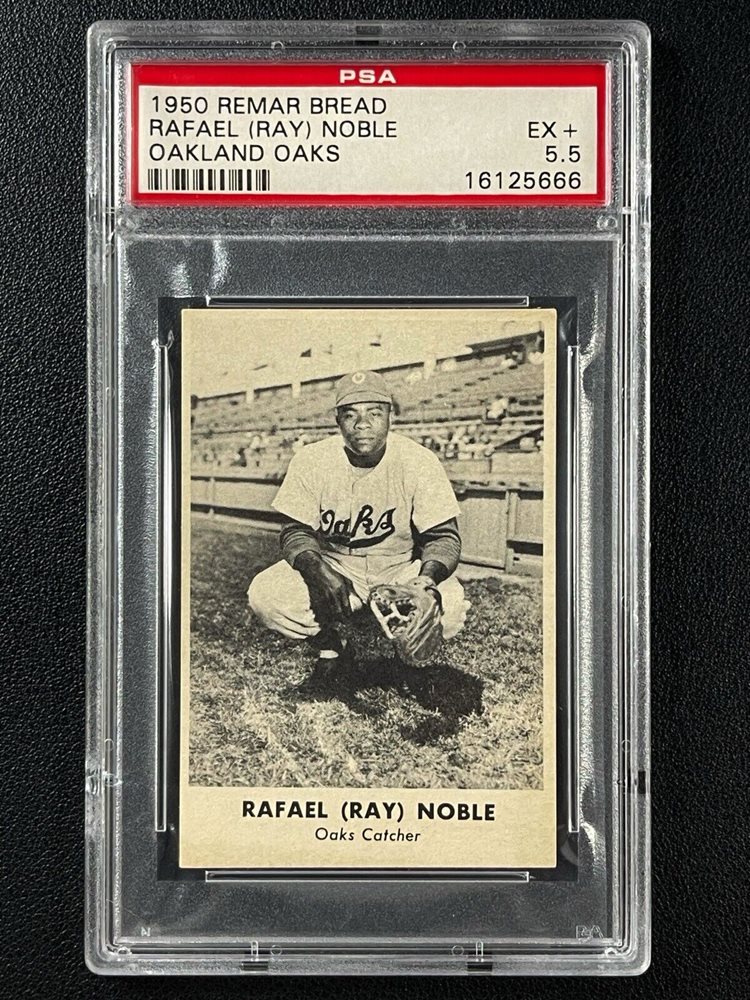 PSA
1950 REMAR BREAD
RAFAEL (RAY) NOBLE EX +
OAKLAND OAKS 5.5
16125666
Oaks
RAFAEL (RAY) NOBLE
Oaks Catcher